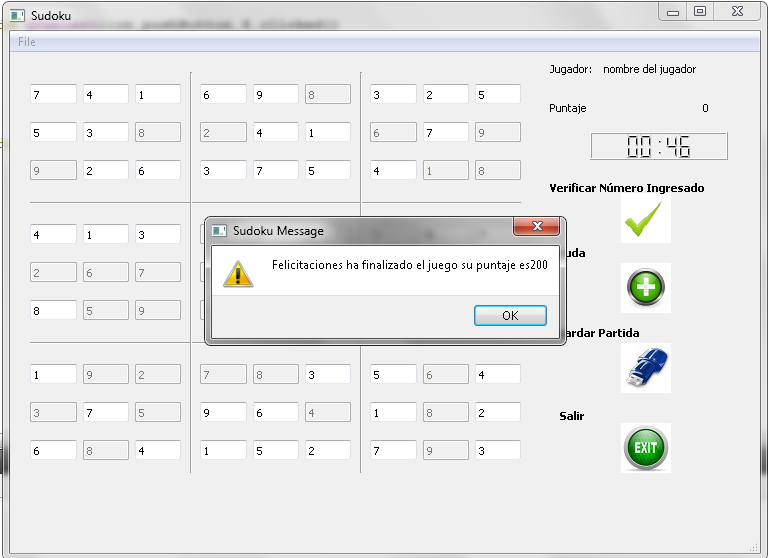 Sudoku
File
Jugador: nombre del jugador
7 4 1 6 9 8 3 2 5
Puntaje 0
5 3 8 2 4 1 6 7 9
00:46
9 2 6 3 7 5 4 1 8
Verificar Número Ingresado
4 1 3
Sudoku Message
uda
Felicitaciones ha finalizado el juego su puntaje es200
2 6 7
8 5 9
OK
ardar Partida
1 9 2 7 8 3 5 6 4
3 7 5 9 6 4 1 8 2
Salir
6 8 4 1 5 2 7 9 3
EXIT